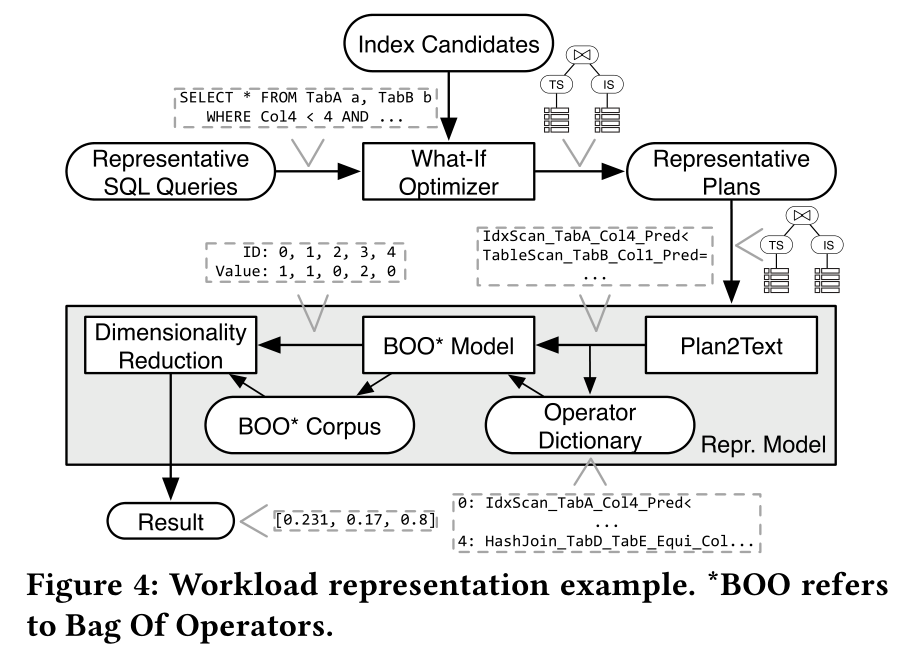 Index Candidates
SELECT * FROM TabA a, TabB b
WHERE Col4 < 4 AND ...
⋈
TS
IS
Representative
SQL Queries
What-If
Optimizer
Representative
Plans
ID: 0, 1, 2, 3, 4
Value: 1, 1, 0, 2, 0
IdxScan_TabA_Col4_Pred<
TableScan_TabB_Col1_Pred=
...
⋈
TS
IS
Dimensionality
Reduction
BOO* Model
Plan2Text
BOO* Corpus
Operator
Dictionary
Repr. Model
Result
[0.231, 0.17, 0.8]
0: IdxScan_TabA_Col4_Pred<
...
4: HashJoin_TabD_TabE_Equi_Col...
Figure 4: Workload representation example. *BOO refers
to Bag Of Operators.